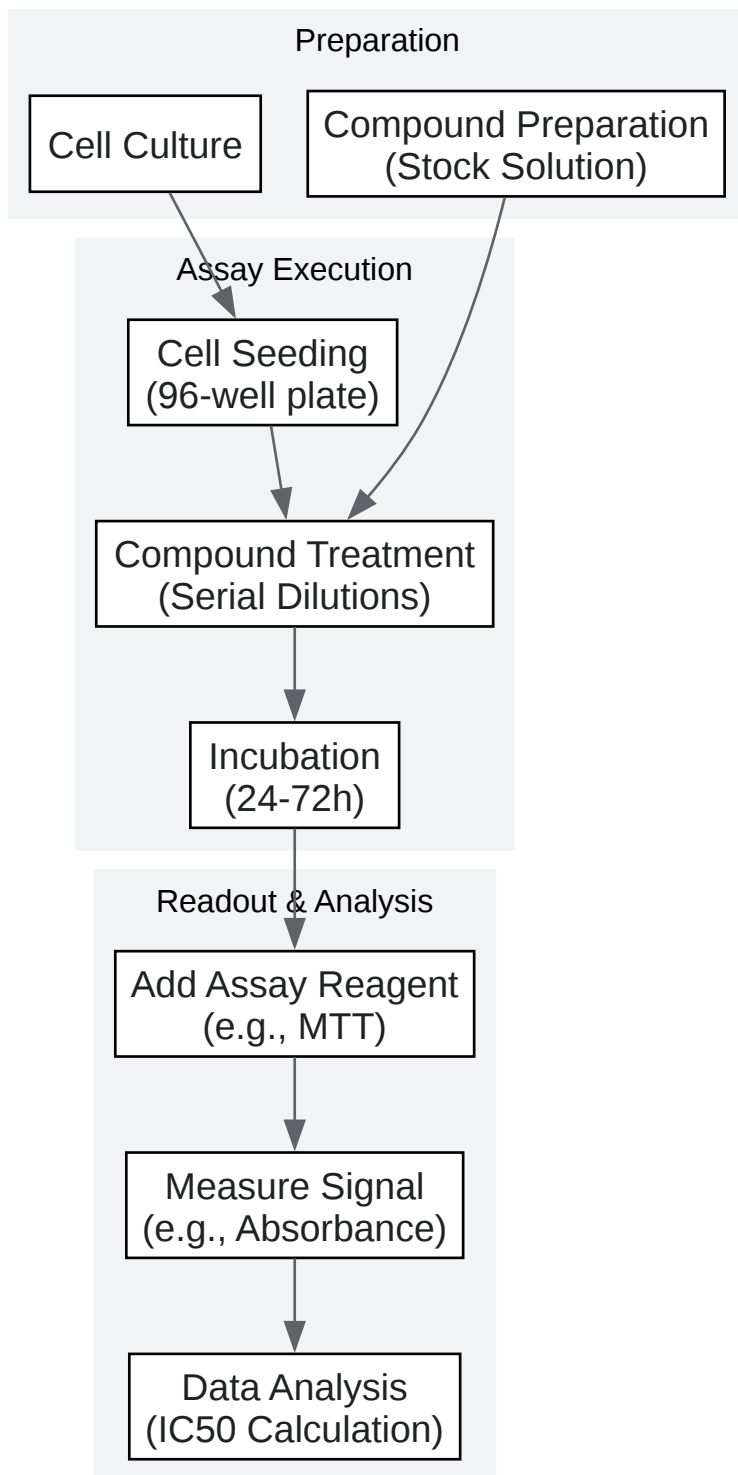 Preparation
Cell Culture
Compound Preparation
(Stock Solution)
Assay Execution
Cell Seeding
(96-well plate)
Compound Treatment
(Serial Dilutions)
Incubation
(24-72h)
Readout & Analysis
Add Assay Reagent
(e.g., MTT)
Measure Signal
(e.g., Absorbance)
Data Analysis
(IC50 Calculation)